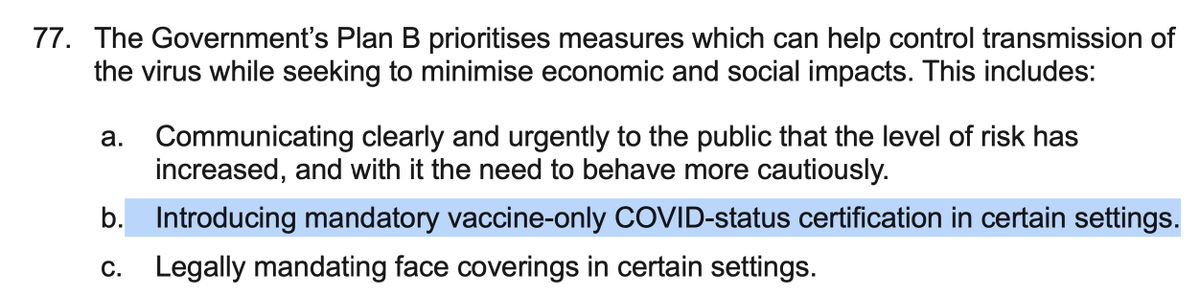 77. The Government's Plan B prioritises measures which can help control transmission of
the virus while seeking to minimise economic and social impacts. This includes:
a. Communicating clearly and urgently to the public that the level of risk has
increased, and with it the need to behave more cautiously.
b. Introducing mandatory vaccine-only COVID-status certification in certain settings.
c. Legally mandating face coverings in certain settings.